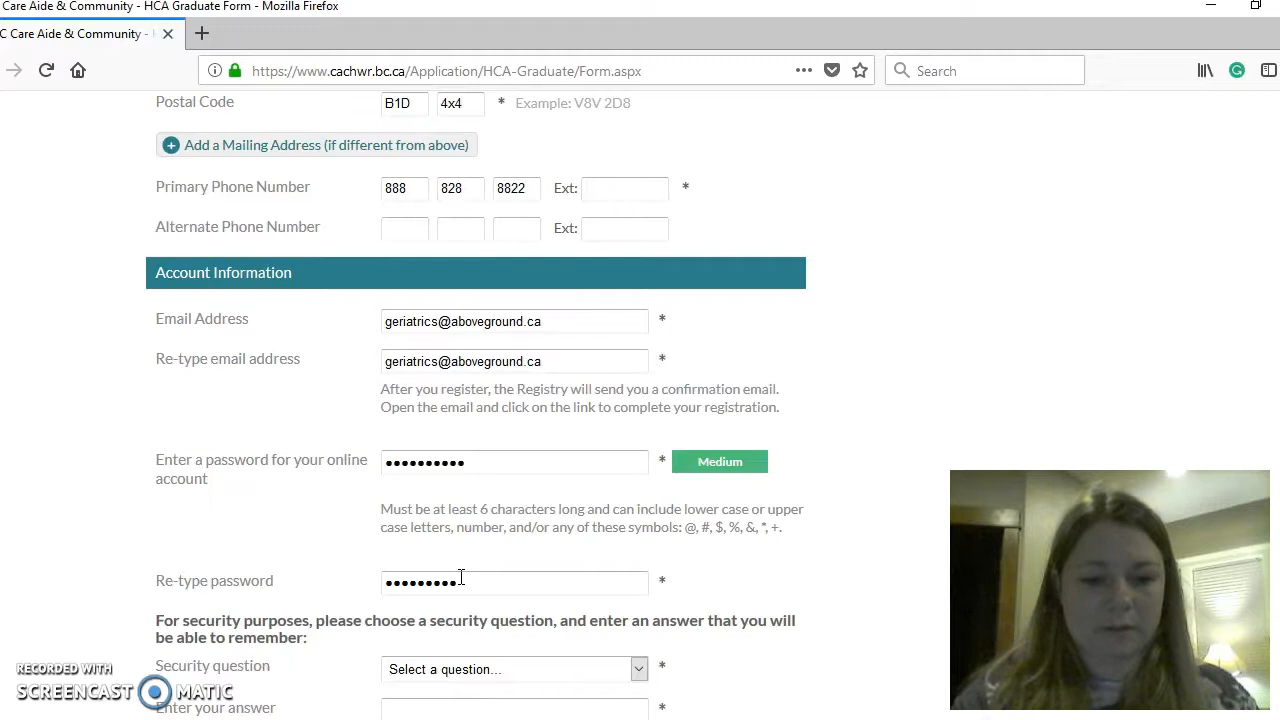 Care Aide & Community - HCA Graduate Form - Mozilla Firefox
C Care Aide & Community -
https://www.cachwr.bc.ca/Application/HCA-Graduate/Form.aspx
Search
Postal Code B1D 4x4 * Example: V8V 2D8
Add a Mailing Address (if different from above)
Primary Phone Number 888 828 8822 Ext: *
Alternate Phone Number Ext:
Account Information
Email Address geriatrics@aboveground.ca *
Re-type email address geriatrics@aboveground.ca *
After you register, the Registry will send you a confirmation email.
Open the email and click on the link to complete your registration.
Enter a password for your online account •••••••••• * Medium
Must be at least 6 characters long and can include lower case or upper
case letters, number, and/or any of these symbols: @, #, $, %, &, *, +.
Re-type password ••••••••• *
For security purposes, please choose a security question, and enter an answer that you will
be able to remember:
Security question Select a question... *
Enter your answer *
RECORDED WITH
SCREENCAST MATIC